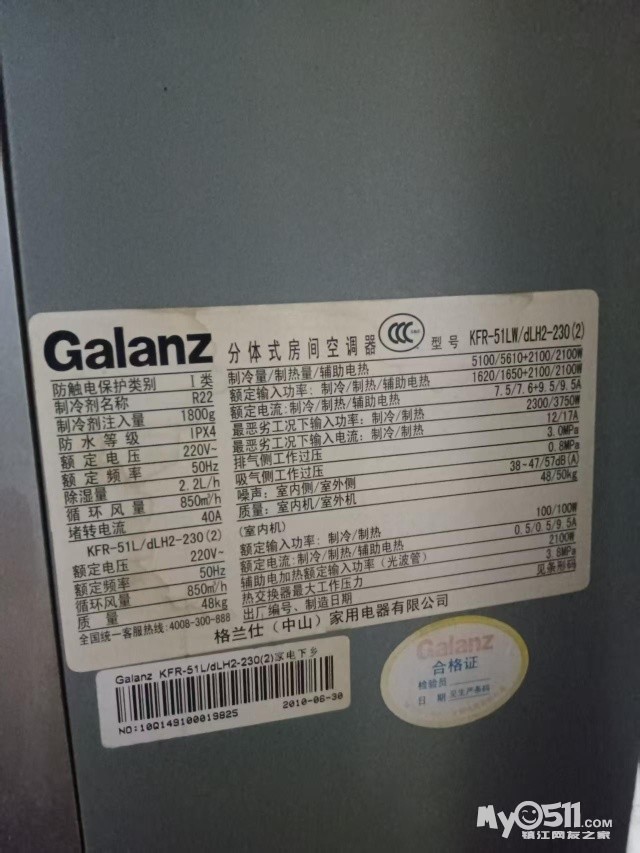 Galanz 分体式房间空调器 CCC 型号 KFR-51LW/dLH2-230(2)
防触电保护类别 I类
制冷剂名称 R22
制冷剂注入量 1800g
防水等级 IPX4
额定电压 220V~
额定频率 50Hz
除湿量 2.2L/h
循环风量 850m³/h
堵转电流 40A
KFR-51L/dLH2-230(2)
额定电压 220V~
额定频率 50Hz
循环风量 850m³/h
质量 48kg
全国统一客服热线:4008-300-888
制冷量/制热量/辅助电热 5100/5610+2100/2100W
额定输入功率:制冷/制热/辅助电热 1620/1650+2100/2100W
额定电流:制冷/制热/辅助电热 7.5/7.6+9.5/9.5A
最恶劣工况下输入功率:制冷/制热 2300/3750W
最恶劣工况下输入电流:制冷/制热 12/17A
排气侧工作过压 3.0MPa
吸气侧工作过压 0.8MPa
噪声:室内侧/室外侧 38-47/57dB(A)
质量:室内机/室外机 48/50kg
(室内机)
额定输入功率:制冷/制热 100/100W
额定电流:制冷/制热/辅助电热 0.5/0.5/9.5A
辅助电加热额定输入功率(光波管) 2100W
热交换器最大工作压力 3.8MPa
出厂编号、制造日期 见条形码
格兰仕(中山)家用电器有限公司
Galanz KFR-51L/dLH2-230(2)家电下乡
NO:10Q149100019825 2010-06-30
Galanz
合格证
检验员
日期 见生产条码
My0511.com
镇江网友之家